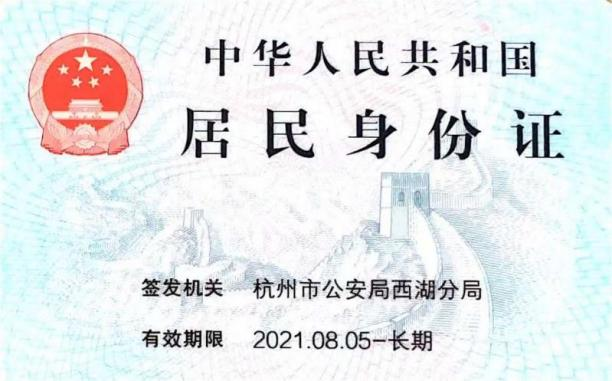 中华人民共和国
居民身份证
签发机关 杭州市公安局西湖分局
有效期限 2021.08.05-长期